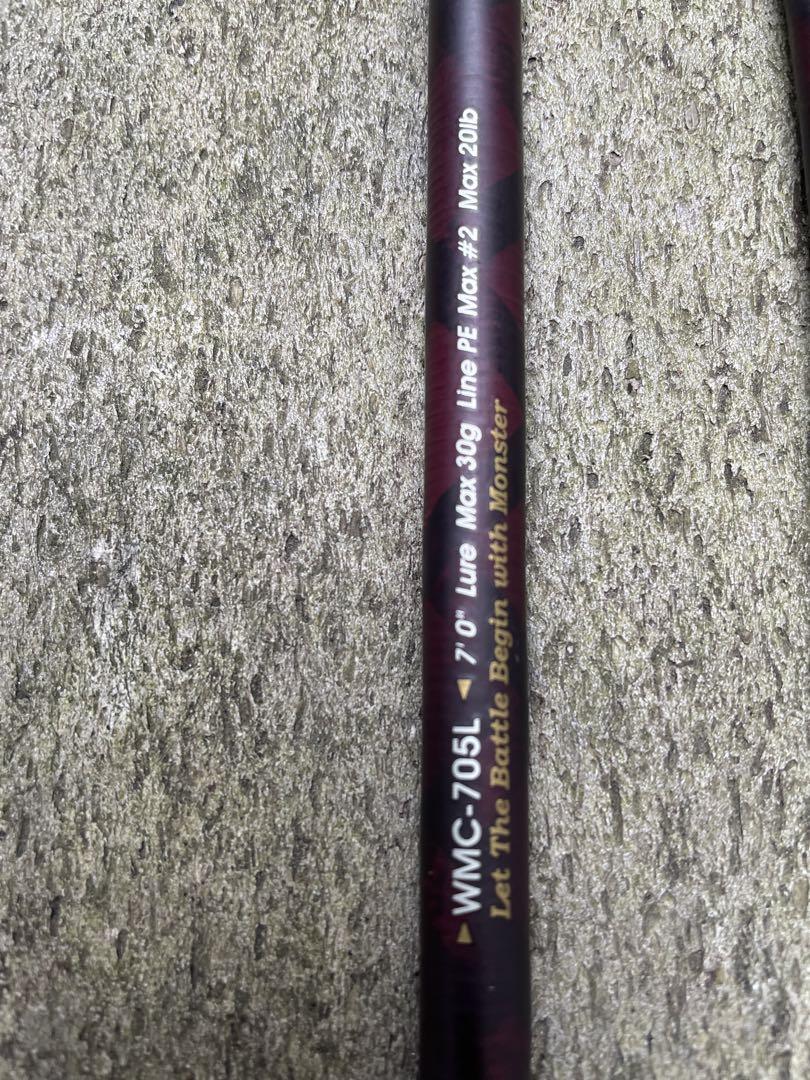 ▶WMC-705L◀ 7' 0" Lure Max 30g Line PE Max #2 Max 20lb
Let The Battle Begin with Monster